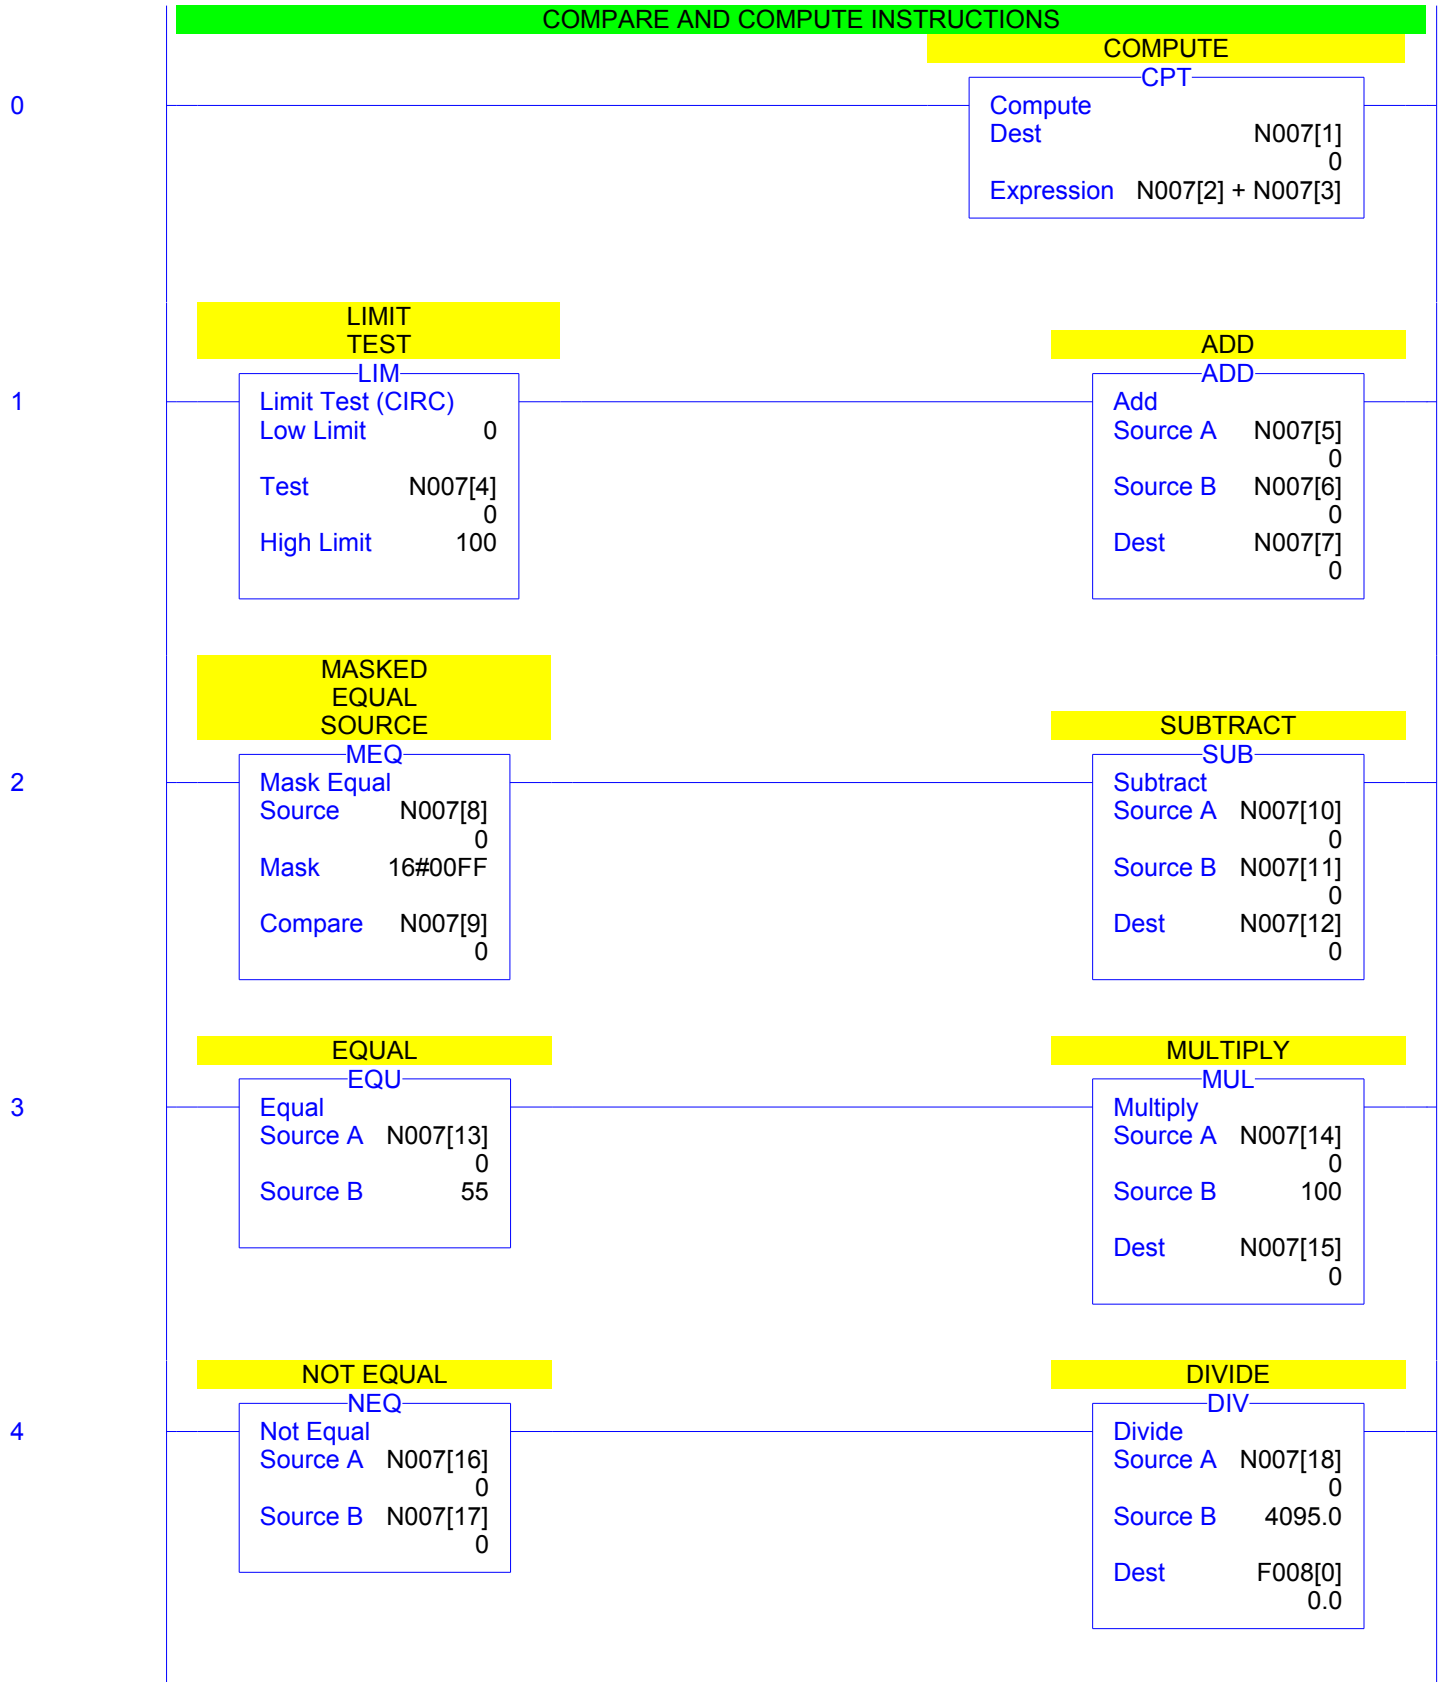 COMPARE AND COMPUTE INSTRUCTIONS
COMPUTE
CPT
0
Compute
Dest N007[1]
0
Expression N007[2] + N007[3]
LIMIT
TEST
ADD
LIM
ADD
1
Limit Test (CIRC)
Low Limit 0
Test N007[4]
0
High Limit 100
Add
Source A N007[5]
0
Source B N007[6]
0
Dest N007[7]
0
MASKED
EQUAL
SOURCE
SUBTRACT
MEQ
SUB
2
Mask Equal
Source N007[8]
0
Mask 16#00FF
Compare N007[9]
0
Subtract
Source A N007[10]
0
Source B N007[11]
0
Dest N007[12]
0
EQUAL
MULTIPLY
EQU
MUL
3
Equal
Source A N007[13]
0
Source B 55
Multiply
Source A N007[14]
0
Source B 100
Dest N007[15]
0
NOT EQUAL
DIVIDE
NEQ
DIV
4
Not Equal
Source A N007[16]
0
Source B N007[17]
0
Divide
Source A N007[18]
0
Source B 4095.0
Dest F008[0]
0.0